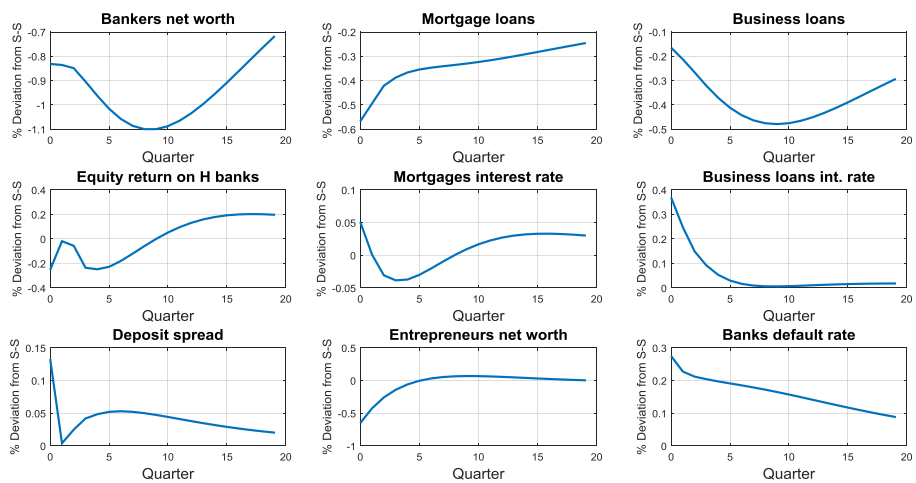 Bankers net worth
% Deviation from S-S
-0.7
-0.8
-0.9
-1
-1.1
0 5 10 15 20
Quarter
Mortgage loans
% Deviation from S-S
-0.2
-0.3
-0.4
-0.5
-0.6
0 5 10 15 20
Quarter
Business loans
% Deviation from S-S
-0.1
-0.2
-0.3
-0.4
-0.5
0 5 10 15 20
Quarter
Equity return on H banks
% Deviation from S-S
0.4
0.2
0
-0.2
-0.4
0 5 10 15 20
Quarter
Mortgages interest rate
% Deviation from S-S
0.1
0.05
0
-0.05
0 5 10 15 20
Quarter
Business loans int. rate
% Deviation from S-S
0.4
0.3
0.2
0.1
0
0 5 10 15 20
Quarter
Deposit spread
% Deviation from S-S
0.15
0.1
0.05
0
0 5 10 15 20
Quarter
Entrepreneurs net worth
% Deviation from S-S
0.5
0
-0.5
-1
0 5 10 15 20
Quarter
Banks default rate
% Deviation from S-S
0.3
0.2
0.1
0
0 5 10 15 20
Quarter